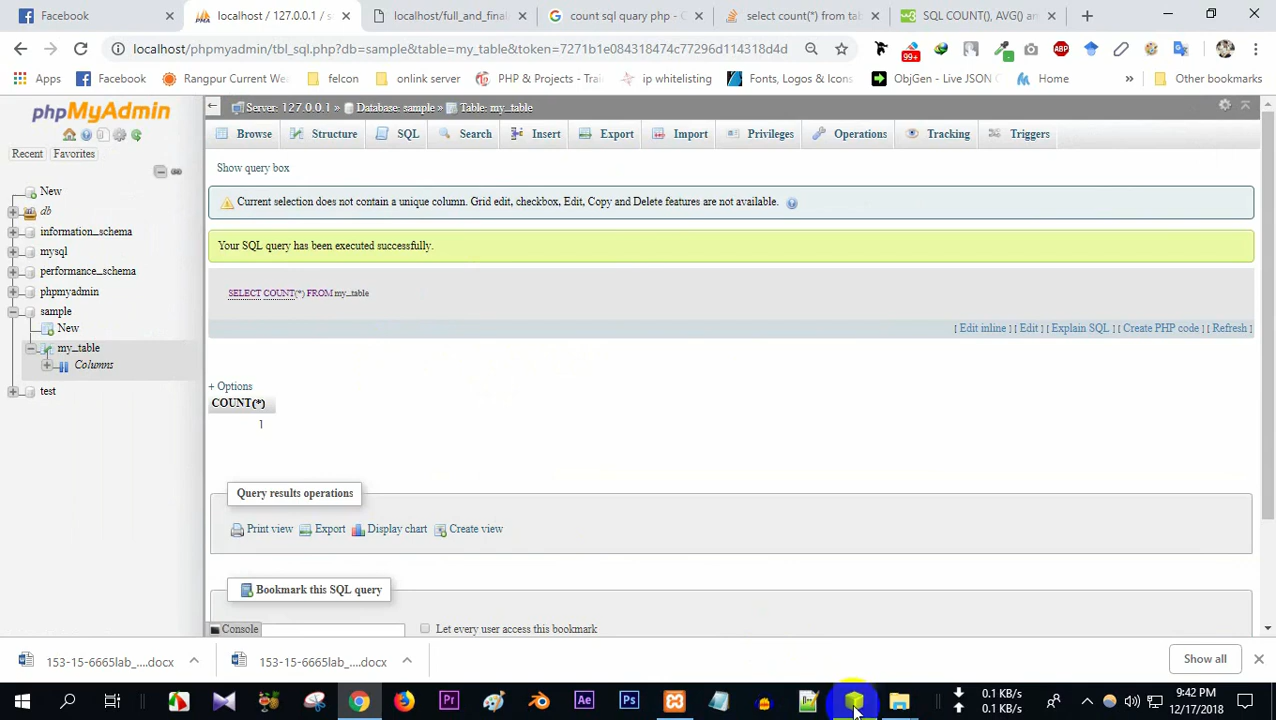 Facebook ×
localhost / 127.0.0.1 / s ×
localhost/full_and_final ×
count sql query php - G ×
select count(*) from tab ×
SQL COUNT(), AVG() an ×
localhost/phpmyadmin/tbl_sql.php?db=sample&table=my_table&token=7271b1e084318474c77296d3113474d4
99+
ABP
Apps
Facebook
Rangpur Current We
felcon
onlink server
PHP & Projects - Tra
ip whitelisting
Fonts, Logos & Icons
ObjGen - Live JSON C
Home
»
Other bookmarks
phpMyAdmin
Recent
Favorites
New
db
information_schema
mysql
performance_schema
phpmyadmin
sample
New
my_table
Columns
test
Server: 127.0.0.1 » Database: sample » Table: my_table
Browse
Structure
SQL
Search
Insert
Export
Import
Privileges
Operations
Tracking
Triggers
Show query box
Current selection does not contain a unique column. Grid edit, checkbox, Edit, Copy and Delete features are not available.
Your SQL query has been executed successfully.
SELECT COUNT(*) FROM my_table
[ Edit inline ] [ Edit ] [ Explain SQL ] [ Create PHP code ] [ Refresh ]
+ Options
COUNT(*)
1
Query results operations
Print view
Export
Display chart
Create view
Bookmark this SQL query
Console
Let every user access this bookmark
153-15-6665lab_....docx
153-15-6665lab_....docx
Show all
Pr
Ae
Ps
0.1 KB/s
0.1 KB/s
9:42 PM
12/17/2018